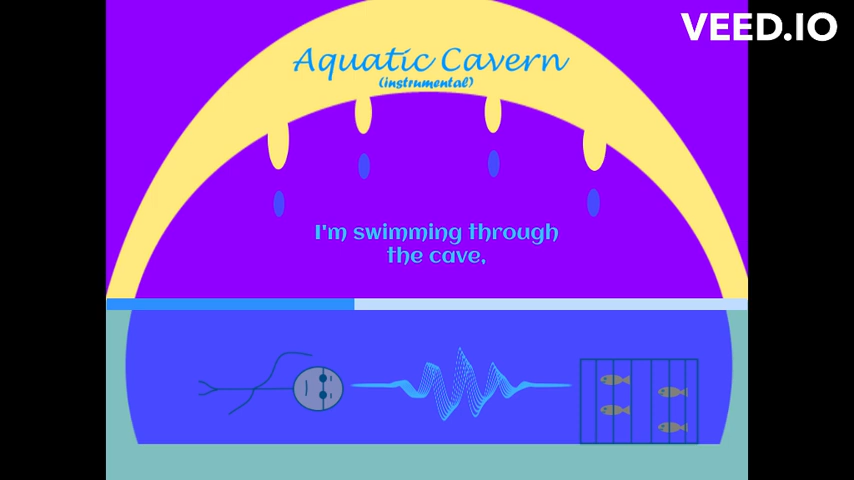 VEED.IO
Aquatic Cavern
(instrumental)
I'm swimming through
the cave,